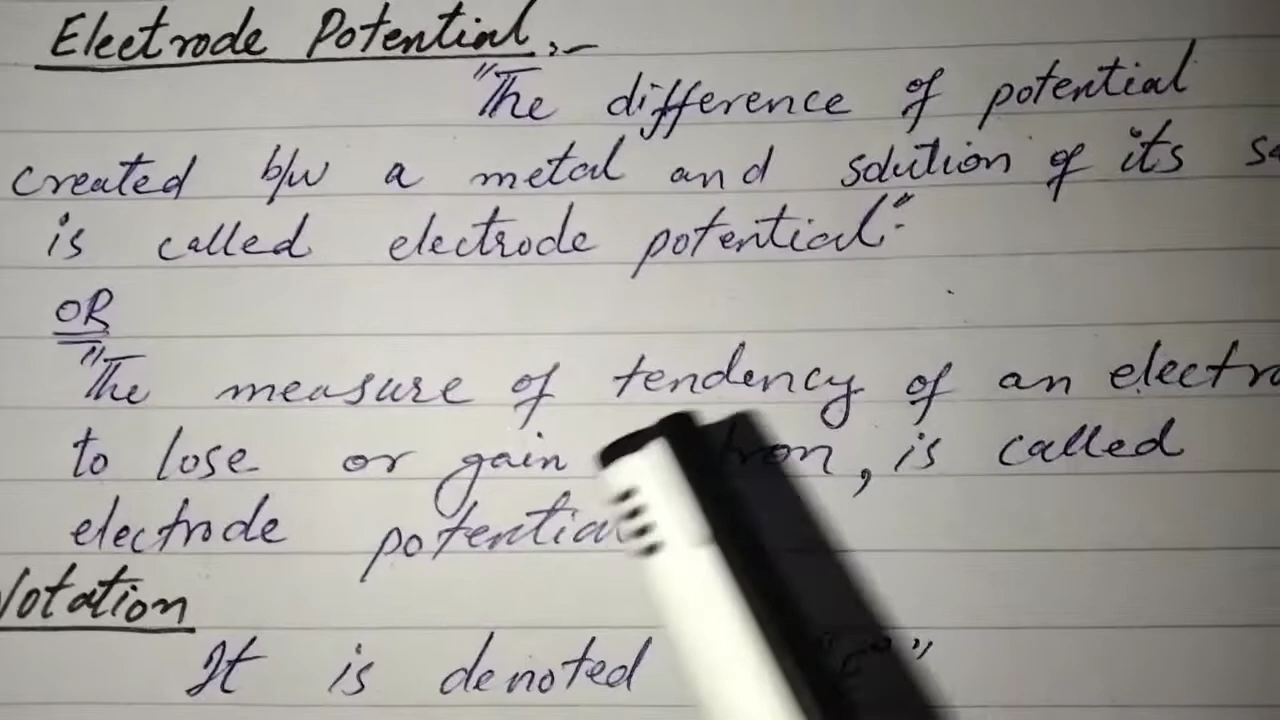 Electrode Potential,-
"The difference of potential
created b/w a metal and solution of its
is called electrode potential".
OR
"The measure of tendency of an
to lose or gain , is called
electrode
Notation
It is denoted